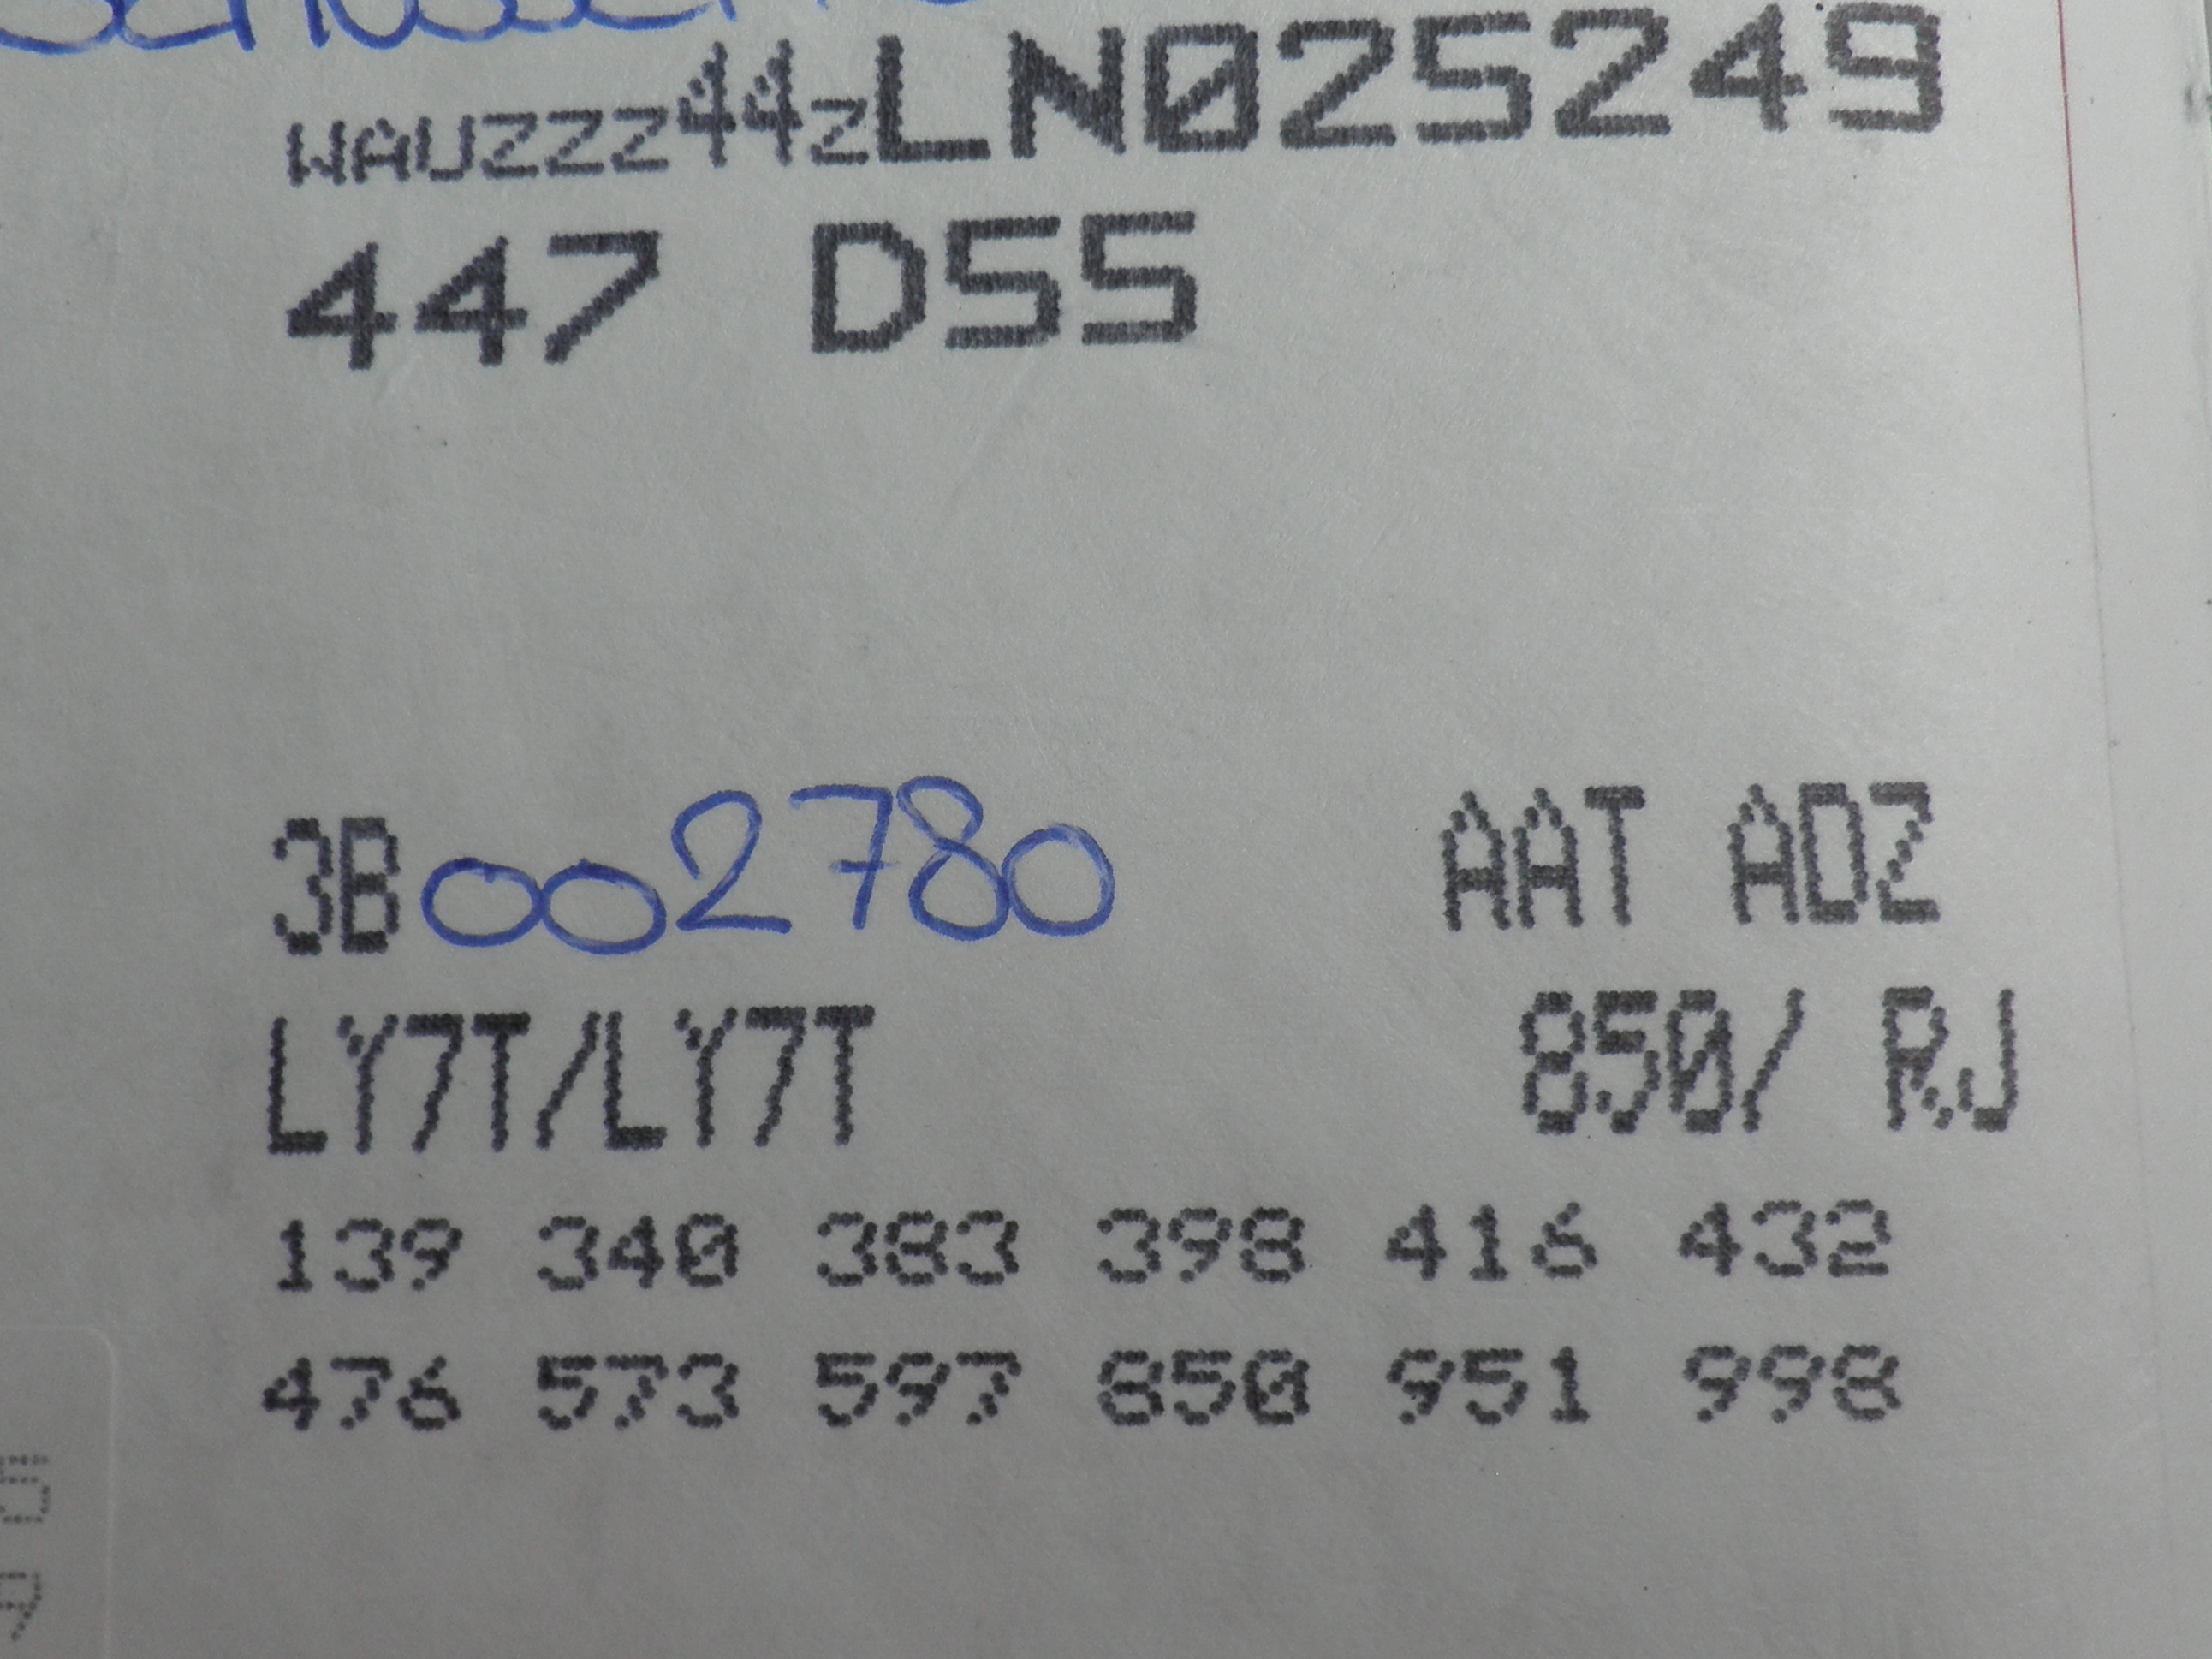 WAUZZZ44ZLN025249
447 D55
3B002780 AAT ADZ
LY7T/LY7T 850/ RJ
139 340 383 398 416 432
476 573 597 850 951 998